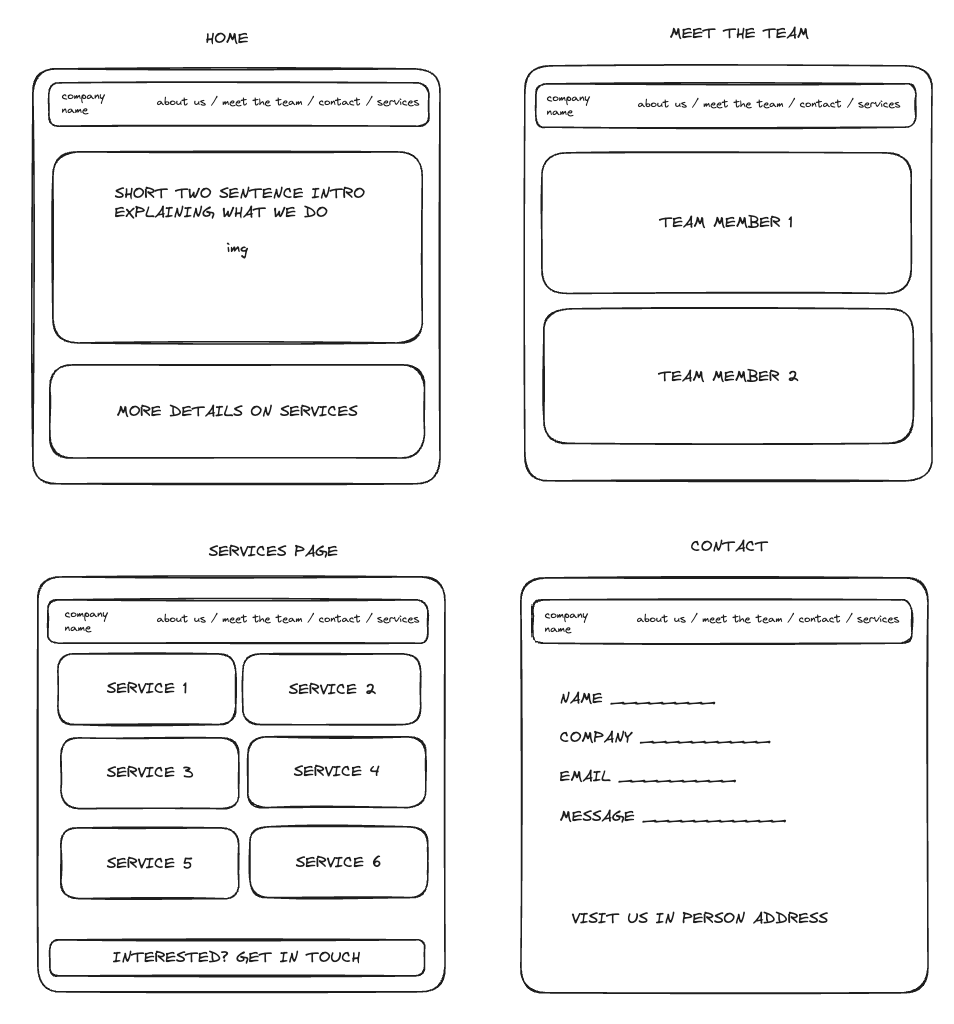 HOME
company
name
about us / meet the team / contact / services
SHORT TWO SENTENCE INTRO
EXPLAINING WHAT WE DO
img
MORE DETAILS ON SERVICES
MEET THE TEAM
company
name
about us / meet the team / contact / services
TEAM MEMBER 1
TEAM MEMBER 2
SERVICES PAGE
company
name
about us / meet the team / contact / services
SERVICE 1
SERVICE 2
SERVICE 3
SERVICE 4
SERVICE 5
SERVICE 6
INTERESTED? GET IN TOUCH
CONTACT
company
name
about us / meet the team / contact / services
NAME
COMPANY
EMAIL
MESSAGE
VISIT US IN PERSON ADDRESS